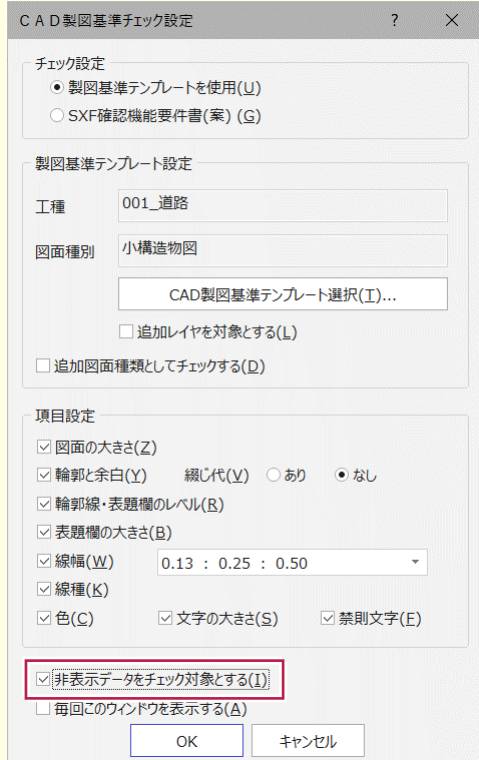 ＣＡＤ製図基準チェック設定 ?
チェック設定
製図基準テンプレートを使用(U)
SXF確認機能要件書(案) (G)
製図基準テンプレート設定
工種 001_道路
図面種別 小構造物図
CAD製図基準テンプレート選択(T)...
追加レイヤを対象とする(L)
追加図面種類としてチェックする(D)
項目設定
図面の大きさ(Z)
輪郭と余白(Y) 綴じ代(V) あり なし
輪郭線・表題欄のレベル(R)
表題欄の大きさ(B)
線幅(W) 0.13 : 0.25 : 0.50
線種(K)
色(C) 文字の大きさ(S) 禁則文字(F)
非表示データをチェック対象とする(I)
毎回このウィンドウを表示する(A)
OK キャンセル